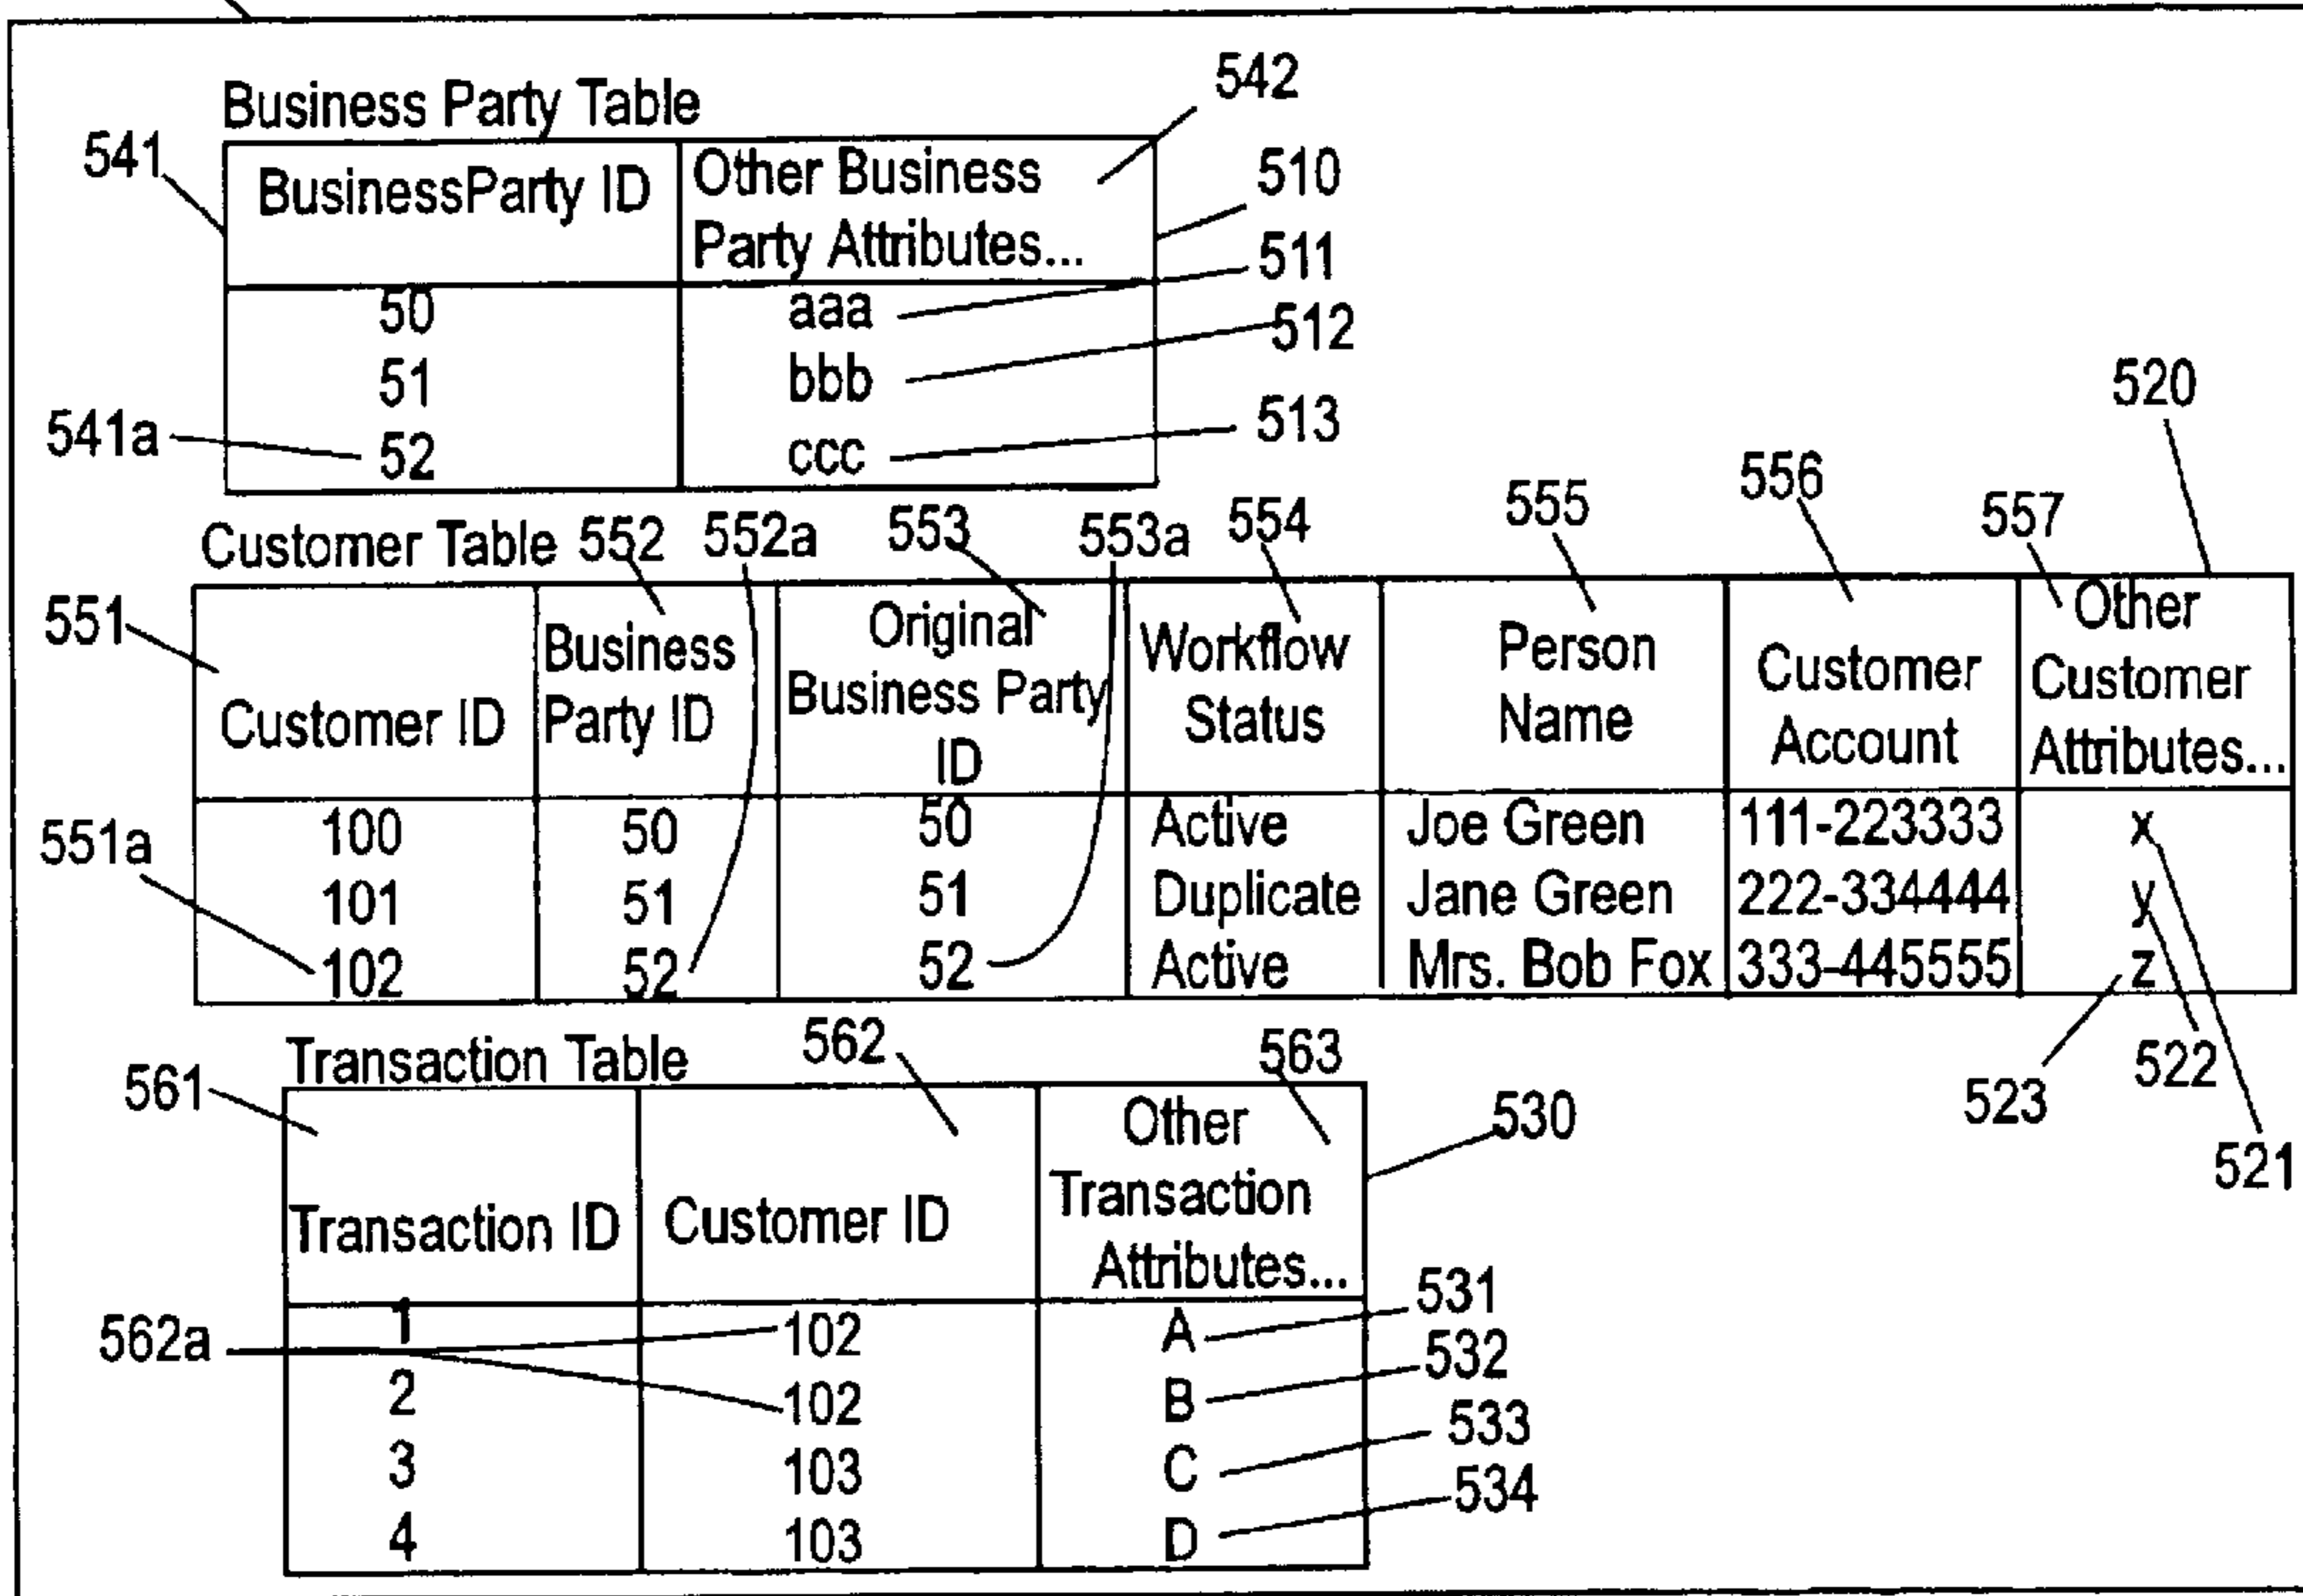 542
Business Party Table
541
BusinessParty ID
Other Business
Party Attributes...
510
511
50 aaa
512
51 bbb
513
541a
52 ccc
520
556
555
557
Customer Table 552 552a 553 553a 554
551
Customer ID
Business
Party ID
Original
Business Party
ID
Workflow
Status
Person
Name
Customer
Account
Other
Customer
Attributes...
100 50 50 Active Joe Green 111-223333 x
551a
101 51 51 Duplicate Jane Green 222-334444 y
102 52 52 Active Mrs. Bob Fox 333-445555 z
Transaction Table
562
563
522
523
521
561
530
Transaction ID
Customer ID
Other
Transaction
Attributes...
531
1 102 A
562a
532
2 102 B
533
3 103 C
534
4 103 D